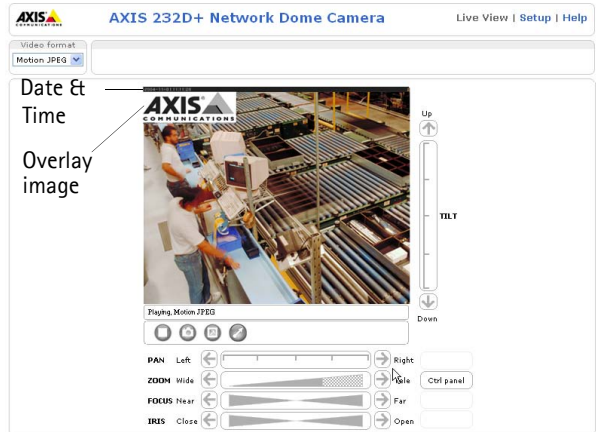 AXIS
COMMUNICATIONS
AXIS 232D+ Network Dome Camera
Live View | Setup | Help
Video format
Motion JPEG
Date &
Time
Overlay
image
AXIS
COMMUNICATIONS
Up
TILT
Down
Playing, Motion JPEG
PAN Left Right
ZOOM Wide Tele Ctrl panel
FOCUS Near Far
IRIS Close Open